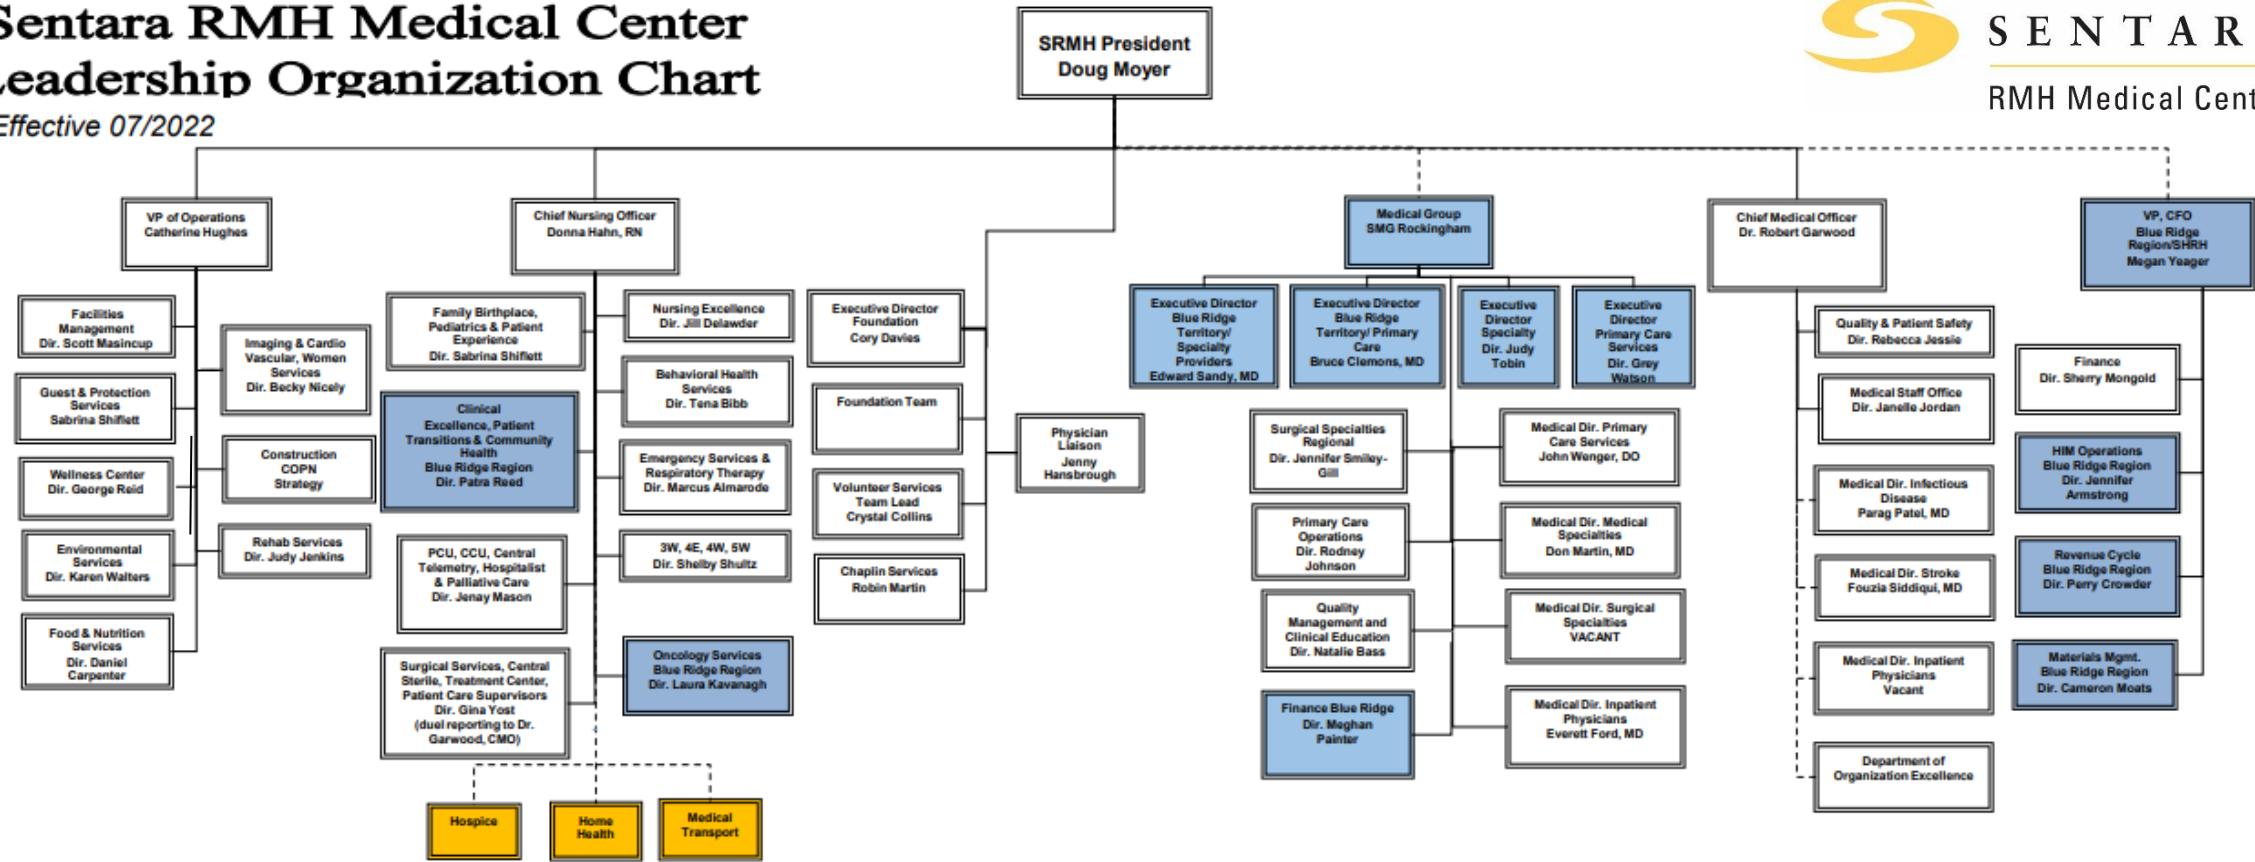 Sentara RMH Medical Center
Leadership Organization Chart
Effective 07/2022
SENTAR
RMH Medical Cent
SRMH President
Doug Moyer
VP of Operations
Catherine Hughes
Facilities
Management
Dir. Scott Masincup
Guest & Protection
Services
Sabrina Shiflett
Wellness Center
Dir. George Reid
Environmental
Services
Dir. Karen Walters
Food & Nutrition
Services
Dir. Daniel
Carpenter
Imaging & Cardio
Vascular, Women
Services
Dir. Becky Nicely
Construction
COPN
Strategy
Rehab Services
Dir. Judy Jenkins
Chief Nursing Officer
Donna Hahn, RN
Family Birthplace,
Pediatrics & Patient
Experience
Dir. Sabrina Shiflett
Clinical
Excellence, Patient
Transitions & Community
Health
Blue Ridge Region
Dir. Patra Reed
PCU, CCU, Central
Telemetry, Hospitalist
& Palliative Care
Dir. Jenay Mason
Surgical Services, Central
Sterile, Treatment Center,
Patient Care Supervisors
Dir. Gina Yost
(duel reporting to Dr.
Garwood, CMO)
Nursing Excellence
Dir. Jill Delawder
Behavioral Health
Services
Dir. Tena Bibb
Emergency Services &
Respiratory Therapy
Dir. Marcus Almarode
3W, 4E, 4W, 5W
Dir. Shelby Shultz
Oncology Services
Blue Ridge Region
Dir. Laura Kavanagh
Hospice
Home
Health
Medical
Transport
Executive Director
Foundation
Cory Davies
Foundation Team
Volunteer Services
Team Lead
Crystal Collins
Chaplin Services
Robin Martin
Physician
Liaison
Jenny
Hansbrough
Medical Group
SMG Rockingham
Executive Director
Blue Ridge
Territory/
Specialty
Providers
Edward Sandy, MD
Executive Director
Blue Ridge
Territory/ Primary
Care
Bruce Clemons, MD
Executive
Director
Specialty
Dir. Judy
Tobin
Executive
Director
Primary Care
Services
Dir. Grey
Watson
Surgical Specialties
Regional
Dir. Jennifer Smiley-
Gill
Primary Care
Operations
Dir. Rodney
Johnson
Quality
Management and
Clinical Education
Dir. Natalie Bass
Finance Blue Ridge
Dir. Meghan
Painter
Medical Dir. Primary
Care Services
John Wenger, DO
Medical Dir. Medical
Specialties
Don Martin, MD
Medical Dir. Surgical
Specialties
VACANT
Medical Dir. Inpatient
Physicians
Everett Ford, MD
Chief Medical Officer
Dr. Robert Garwood
Quality & Patient Safety
Dir. Rebecca Jessie
Medical Staff Office
Dir. Janelle Jordan
Medical Dir. Infectious
Disease
Parag Patel, MD
Medical Dir. Stroke
Fouzia Siddiqui, MD
Medical Dir. Inpatient
Physicians
Vacant
Department of
Organization Excellence
VP, CFO
Blue Ridge
Region/SHRH
Megan Yeager
Finance
Dir. Sherry Mongold
HIM Operations
Blue Ridge Region
Dir. Jennifer
Armstrong
Revenue Cycle
Blue Ridge Region
Dir. Perry Crowder
Materials Mgmt.
Blue Ridge Region
Dir. Cameron Moats